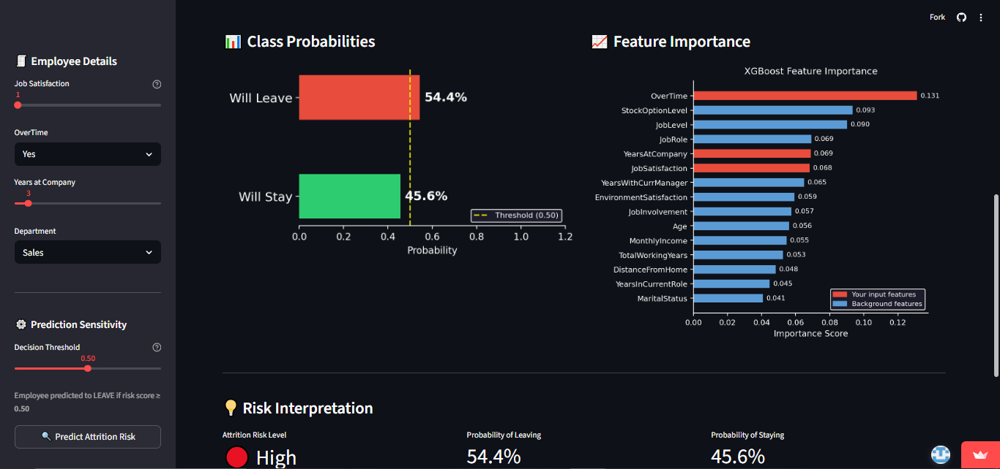 Fork
Employee Details
Job Satisfaction
1
OverTime
Yes
Years at Company
3
Department
Sales
Prediction Sensitivity
Decision Threshold
0.50
Employee predicted to LEAVE if risk score ≥
0.50
Predict Attrition Risk
Class Probabilities
Will Leave
54.4%
Will Stay
45.6%
Threshold (0.50)
0.0 0.2 0.4 0.6 0.8 1.0 1.2
Probability
Feature Importance
XGBoost Feature Importance
OverTime 0.131
StockOptionLevel 0.093
JobLevel 0.090
JobRole 0.069
YearsAtCompany 0.069
JobSatisfaction 0.068
YearsWithCurrManager 0.065
EnvironmentSatisfaction 0.059
JobInvolvement 0.057
Age 0.056
MonthlyIncome 0.055
TotalWorkingYears 0.053
DistanceFromHome 0.048
YearsInCurrentRole 0.045
MaritalStatus 0.041
Your input features
Background features
0.00 0.02 0.04 0.06 0.08 0.10 0.12
Importance Score
Risk Interpretation
Attrition Risk Level
High
Probability of Leaving
54.4%
Probability of Staying
45.6%